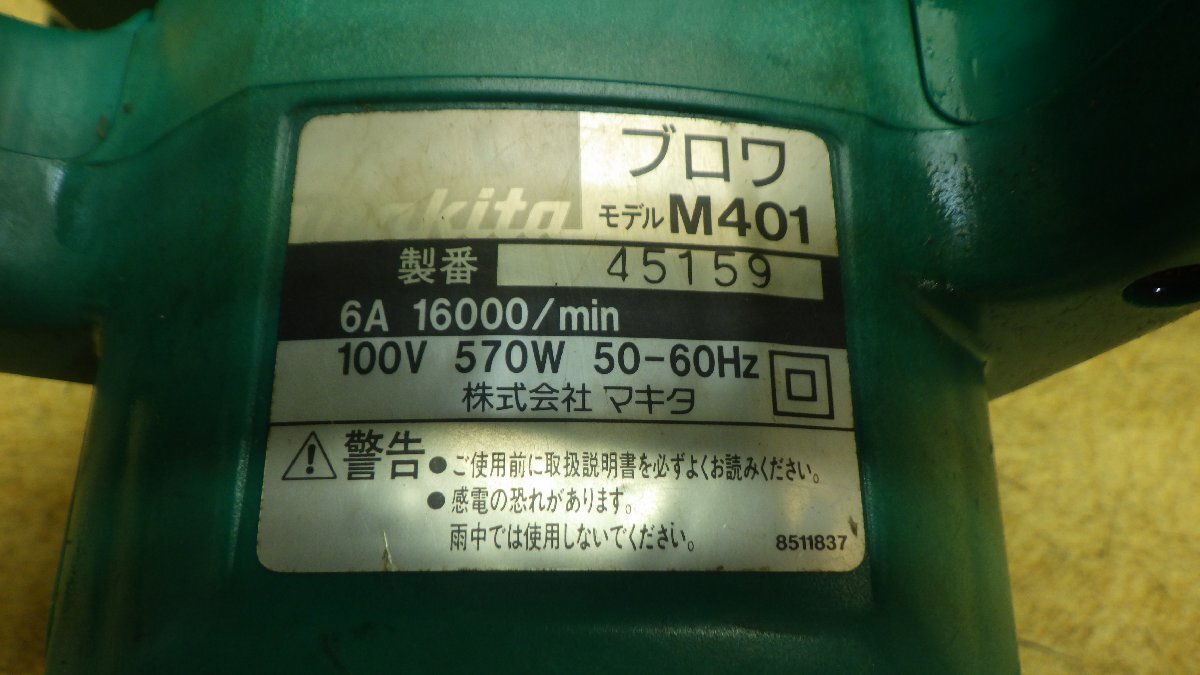 makita
ブロワ
モデル M401
製番 45159
6A 16000/min
100V 570W 50-60Hz
株式会社 マキタ
警告 ●ご使用前に取扱説明書を必ずよくお読みください。
●感電の恐れがあります。
雨中では使用しないでください。
8511837